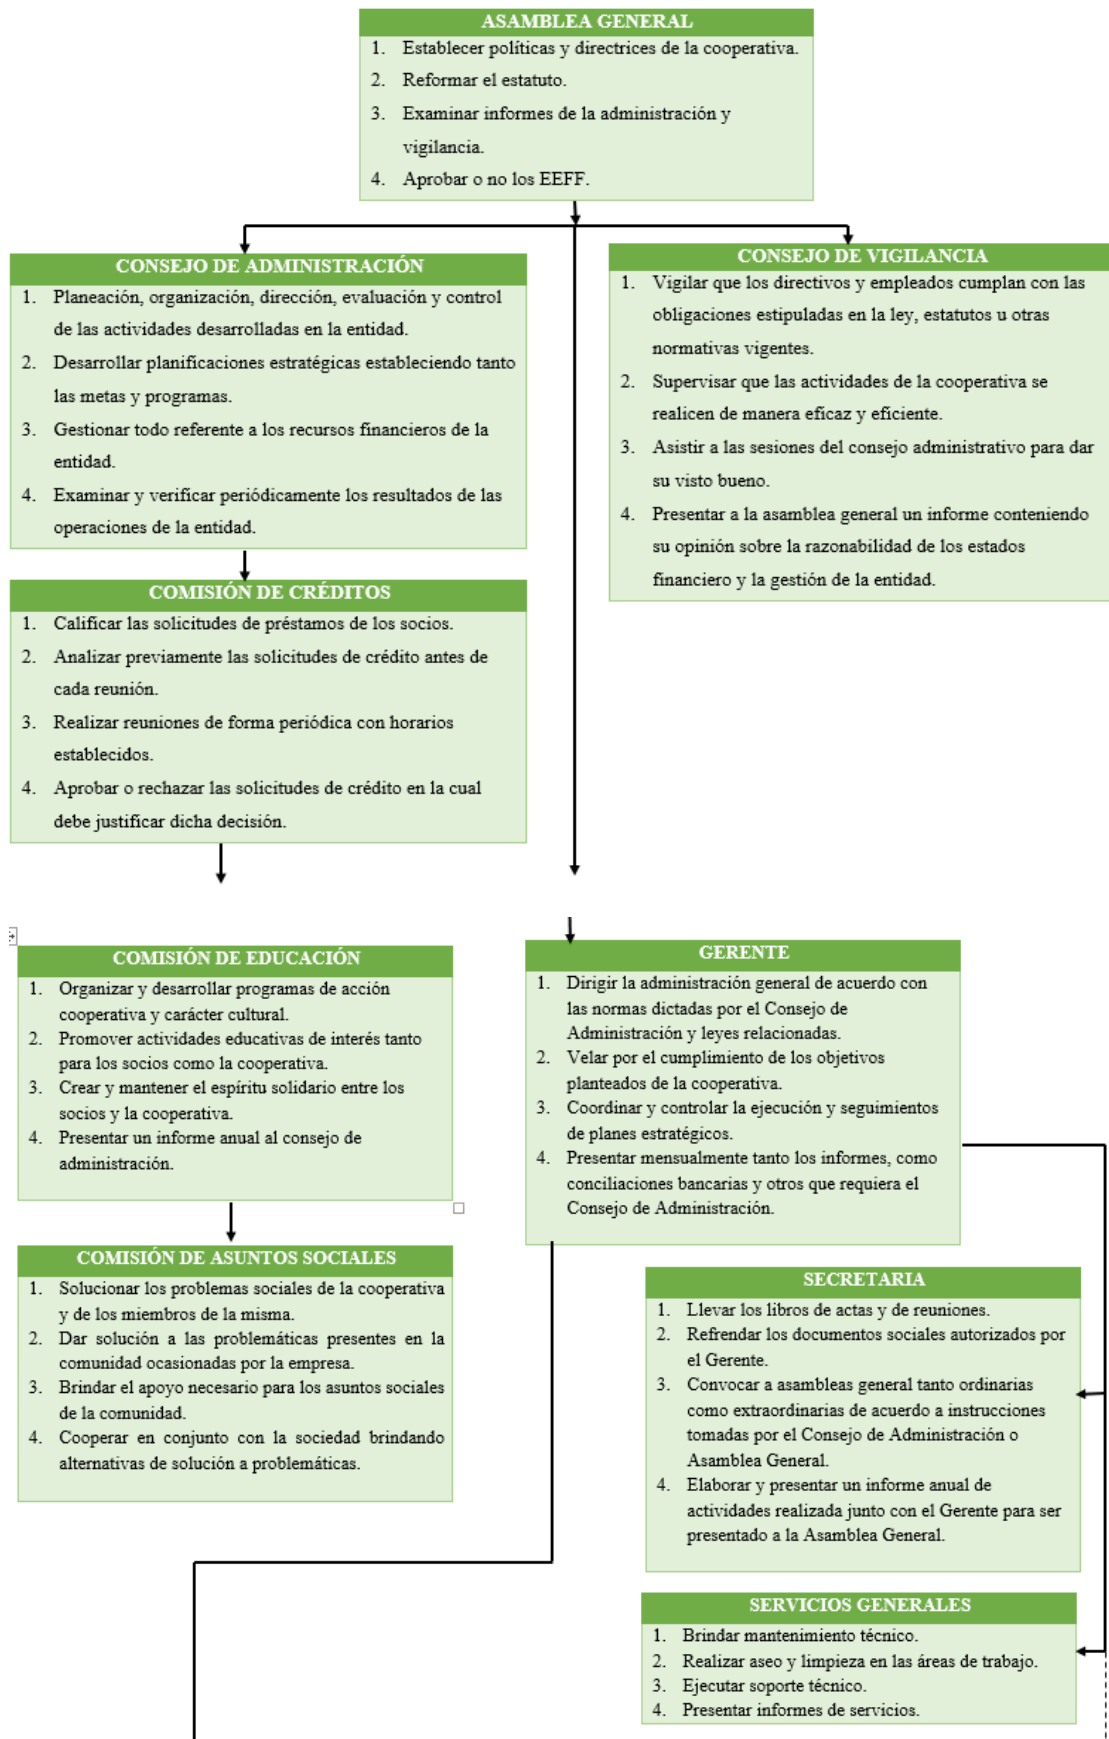 ASAMBLEA GENERAL
1. Establecer políticas y directrices de la cooperativa.
2. Reformar el estatuto.
3. Examinar informes de la administración y
vigilancia.
4. Aprobar o no los EEFF.
CONSEJO DE ADMINISTRACIÓN
1. Planeación, organización, dirección, evaluación y control
de las actividades desarrolladas en la entidad.
2. Desarrollar planificaciones estratégicas estableciendo tanto
las metas y programas.
3. Gestionar todo referente a los recursos financieros de la
entidad.
4. Examinar y verificar periódicamente los resultados de las
operaciones de la entidad.
CONSEJO DE VIGILANCIA
1. Vigilar que los directivos y empleados cumplan con las
obligaciones estipuladas en la ley, estatutos u otras
normativas vigentes.
2. Supervisar que las actividades de la cooperativa se
realicen de manera eficaz y eficiente.
3. Asistir a las sesiones del consejo administrativo para dar
su visto bueno.
4. Presentar a la asamblea general un informe conteniendo
su opinión sobre la razonabilidad de los estados
financiero y la gestión de la entidad.
COMISIÓN DE CRÉDITOS
1. Calificar las solicitudes de préstamos de los socios.
2. Analizar previamente las solicitudes de crédito antes de
cada reunión.
3. Realizar reuniones de forma periódica con horarios
establecidos.
4. Aprobar o rechazar las solicitudes de crédito en la cual
debe justificar dicha decisión.
COMISIÓN DE EDUCACIÓN
1. Organizar y desarrollar programas de acción
cooperativa y carácter cultural.
2. Promover actividades educativas de interés tanto
para los socios como la cooperativa.
3. Crear y mantener el espíritu solidario entre los
socios y la cooperativa.
4. Presentar un informe anual al consejo de
administración.
GERENTE
1. Dirigir la administración general de acuerdo con
las normas dictadas por el Consejo de
Administración y leyes relacionadas.
2. Velar por el cumplimiento de los objetivos
planteados de la cooperativa.
3. Coordinar y controlar la ejecución y seguimientos
de planes estratégicos.
4. Presentar mensualmente tanto los informes, como
conciliaciones bancarias y otros que requiera el
Consejo de Administración.
COMISIÓN DE ASUNTOS SOCIALES
1. Solucionar los problemas sociales de la cooperativa
y de los miembros de la misma.
2. Dar solución a las problemáticas presentes en la
comunidad ocasionadas por la empresa.
3. Brindar el apoyo necesario para los asuntos sociales
de la comunidad.
4. Cooperar en conjunto con la sociedad brindando
alternativas de solución a problemáticas.
SECRETARIA
1. Llevar los libros de actas y de reuniones.
2. Refrendar los documentos sociales autorizados por
el Gerente.
3. Convocar a asambleas general tanto ordinarias
como extraordinarias de acuerdo a instrucciones
tomadas por el Consejo de Administración o
Asamblea General.
4. Elaborar y presentar un informe anual de
actividades realizada junto con el Gerente para ser
presentado a la Asamblea General.
SERVICIOS GENERALES
1. Brindar mantenimiento técnico.
2. Realizar aseo y limpieza en las áreas de trabajo.
3. Ejecutar soporte técnico.
4. Presentar informes de servicios.